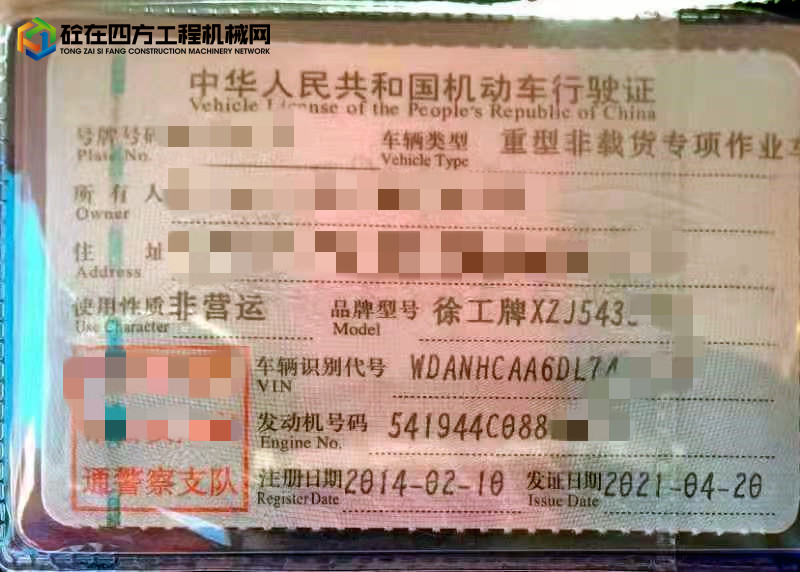 砼在四方工程机械网
TONG ZAI SI FANG CONSTRUCTION MACHINERY NETWORK
中华人民共和国机动车行驶证
Vehicle License of the People's Republic of China
号牌号码 车辆类型 重型非载货专项作业车
Plate No. Vehicle Type
所有人
Owner
住址
Address
使用性质 非营运 品牌型号 徐工牌XZJ543
Use Character Model
车辆识别代号 WDANHCAA6DL74
VIN
发动机号码 541944C088
Engine No.
通警察支队 注册日期 2014-02-10 发证日期 2021-04-20
Register Date Issue Date